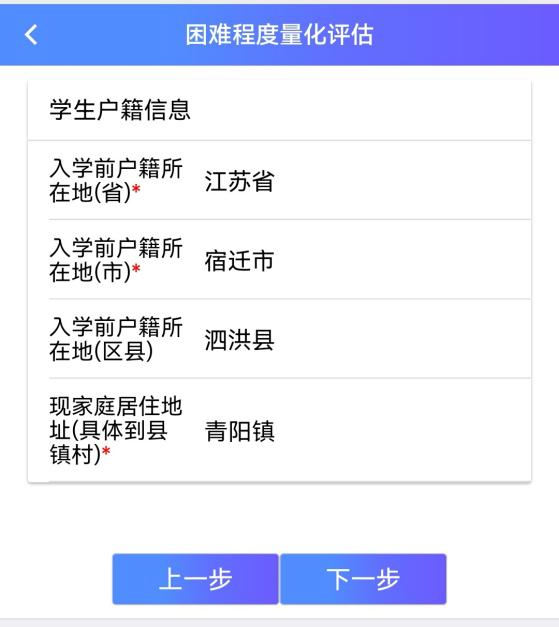 困难程度量化评估
学生户籍信息
入学前户籍所
在地(省)*
江苏省
入学前户籍所
在地(市)*
宿迁市
入学前户籍所
在地(区县)
泗洪县
现家庭居住地
址(具体到县
镇村)*
青阳镇
上一步
下一步